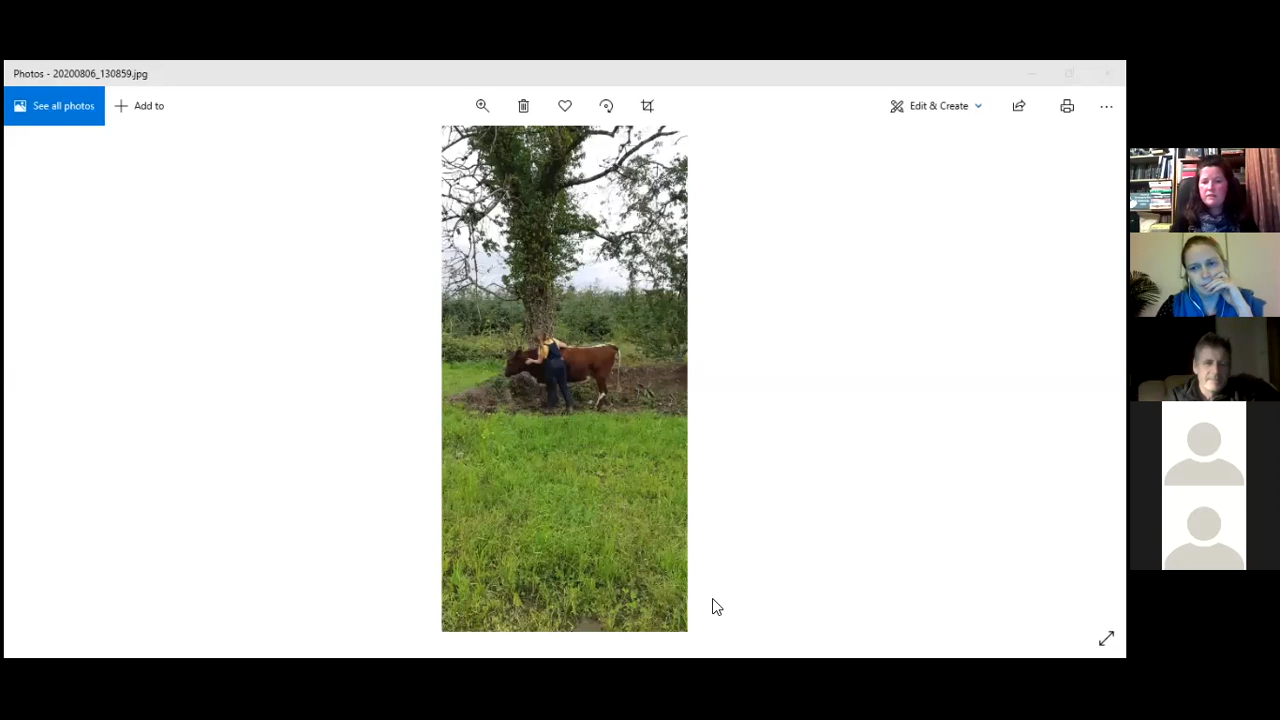 Photos - 20200806_130859.jpg
See all photos
Add to
Edit & Create